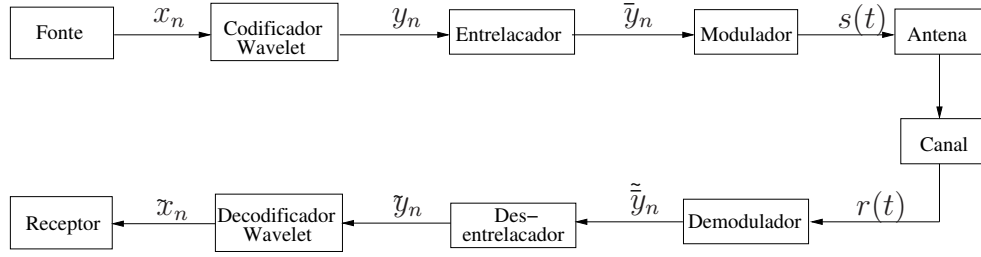 Fonte
x_n
Codificador
Wavelet
y_n
Entrelacador
ȳ_n
Modulador
s(t)
Antena
Canal
Receptor
x̃_n
Decodificador
Wavelet
ỹ_n
Des-
entrelacador
ȳ̃_n
Demodulador
r(t)